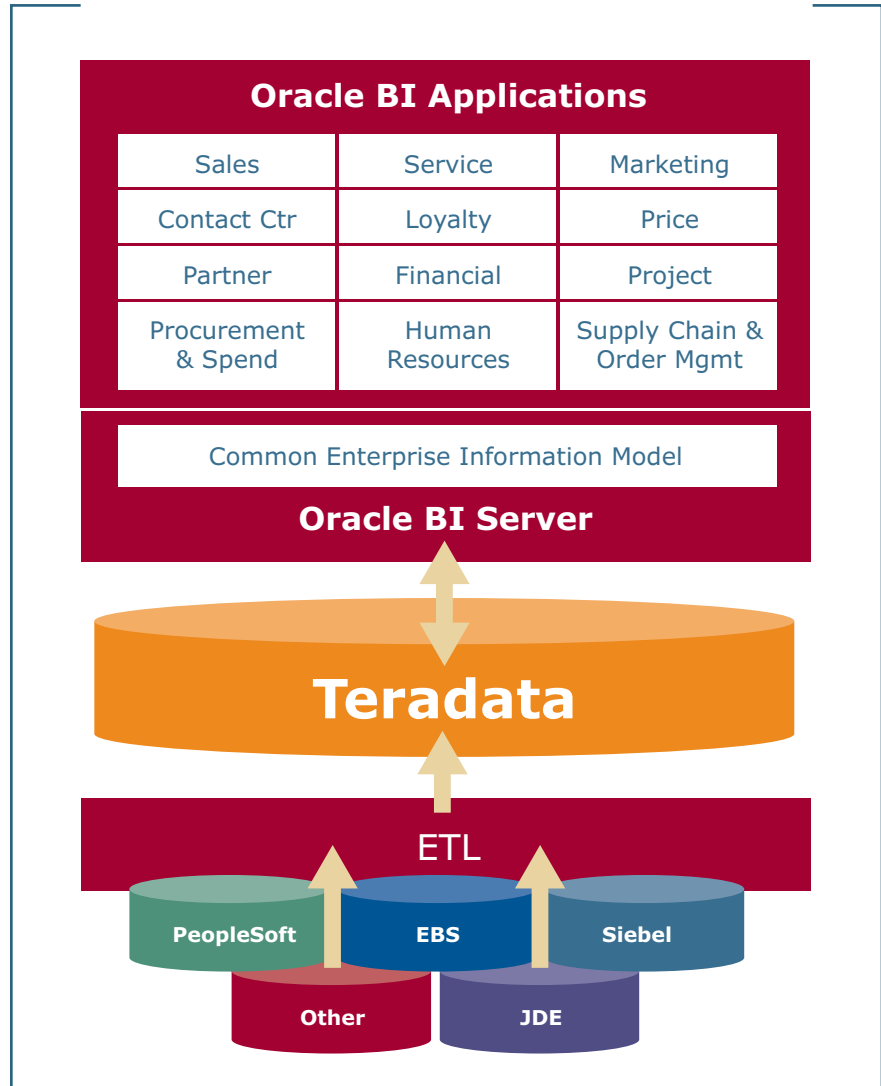 Oracle BI Applications
Sales
Service
Marketing
Contact Ctr
Loyalty
Price
Partner
Financial
Project
Procurement
& Spend
Human
Resources
Supply Chain &
Order Mgmt
Common Enterprise Information Model
Oracle BI Server
Teradata
ETL
PeopleSoft
EBS
Siebel
Other
JDE